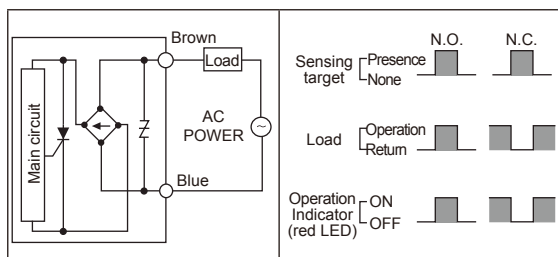 Main circuit
Brown
Load
AC
POWER
~
Blue
N.O. N.C.
Sensing
target
Presence
None
Load
Operation
Return
Operation
Indicator
(red LED)
ON
OFF